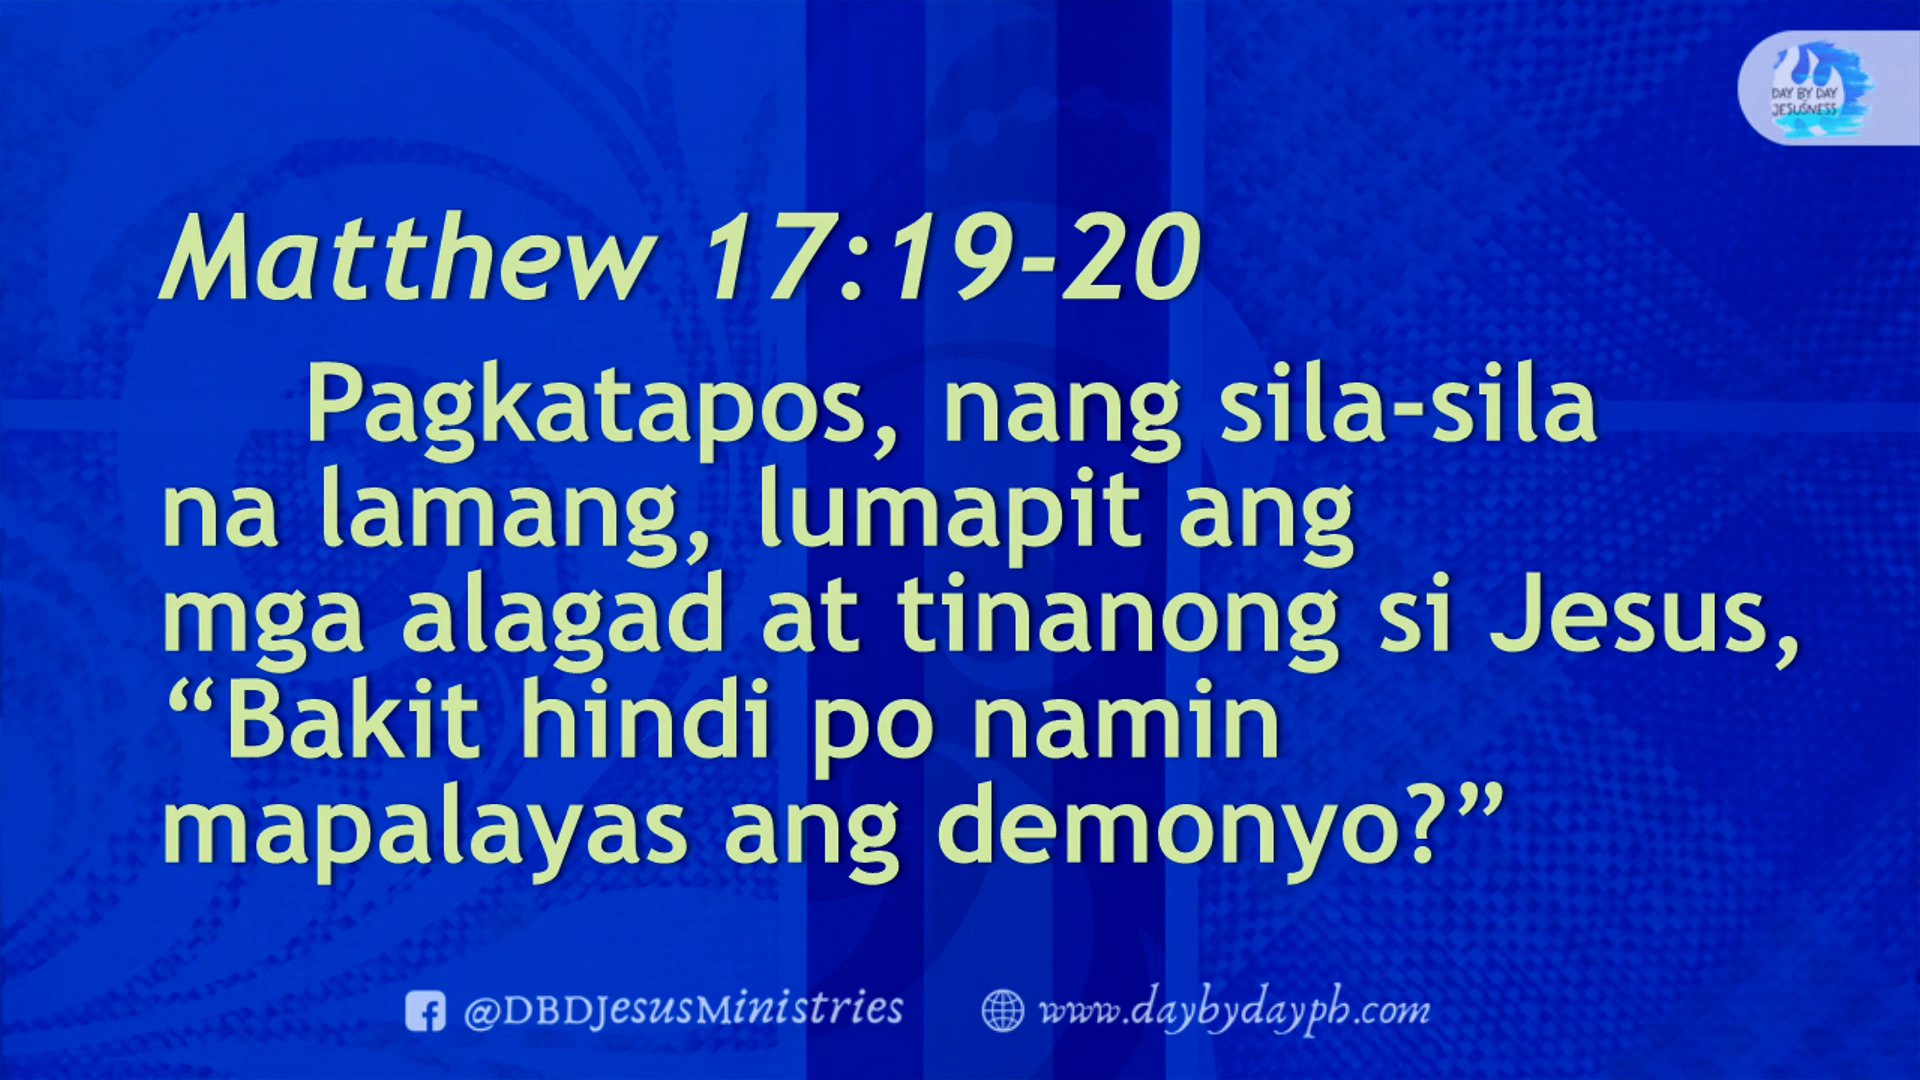 DAY BY DAY
JESUSNESS
Matthew 17:19-20
Pagkatapos, nang sila-sila
na lamang, lumapit ang
mga alagad at tinanong si Jesus,
“Bakit hindi po namin
mapalayas ang demonyo?”
@DBDJesusMinistries
www.daybydayph.com